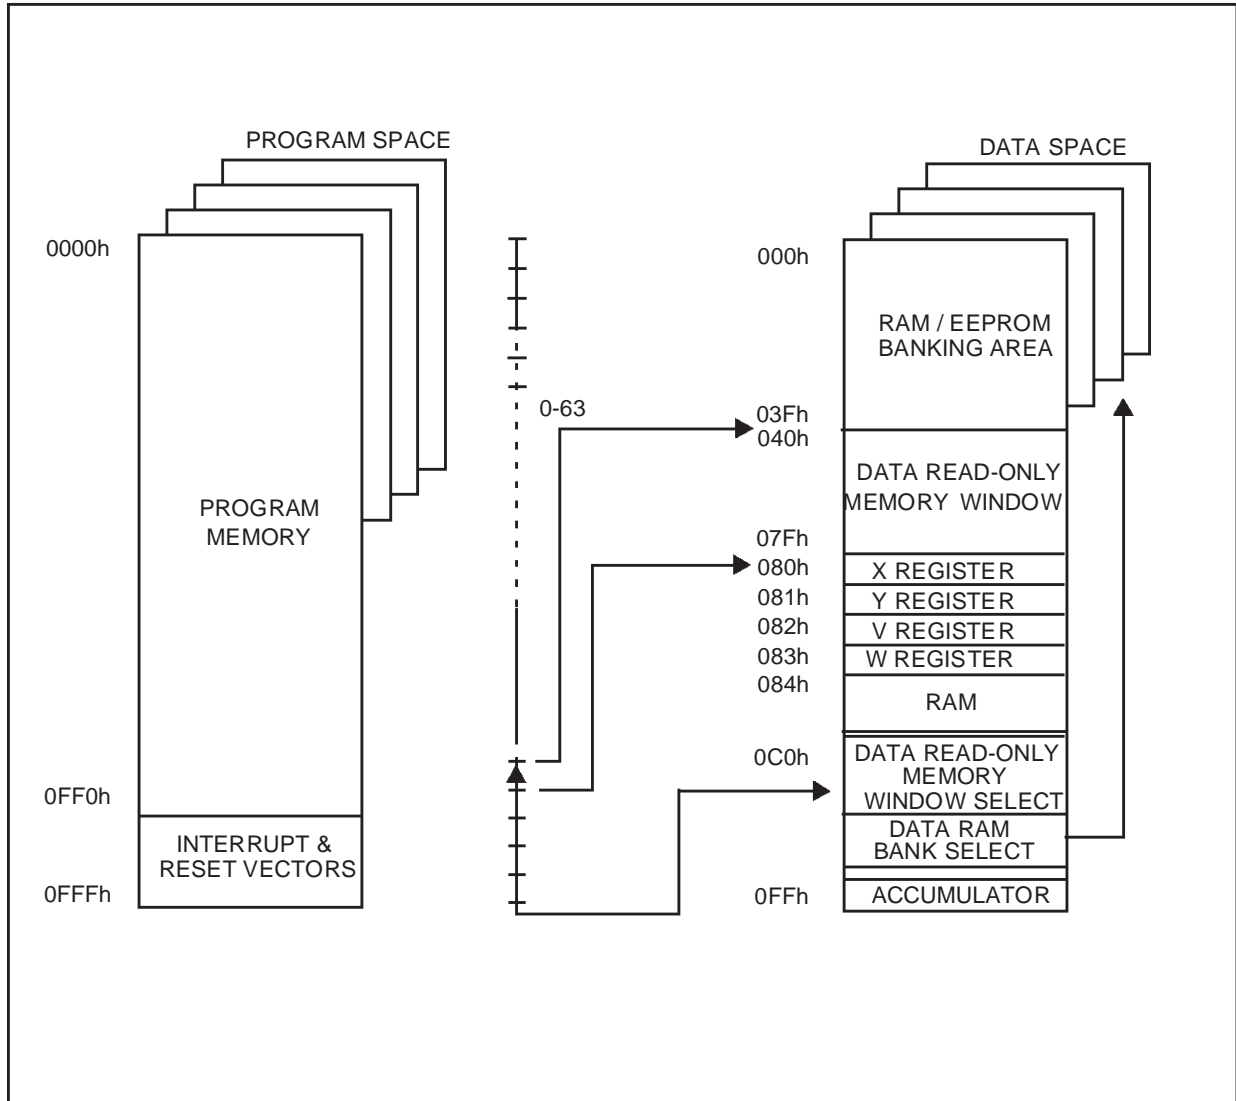 PROGRAM SPACE
0000h
PROGRAM
MEMORY
0FF0h
INTERRUPT &
RESET VECTORS
0FFFh
0-63
DATA SPACE
000h
RAM / EEPROM
BANKING AREA
03Fh
040h
DATA READ-ONLY
MEMORY WINDOW
07Fh
080h
X REGISTER
081h
Y REGISTER
082h
V REGISTER
083h
W REGISTER
084h
RAM
0C0h
DATA READ-ONLY
MEMORY
WINDOW SELECT
DATA RAM
BANK SELECT
0FFh
ACCUMULATOR